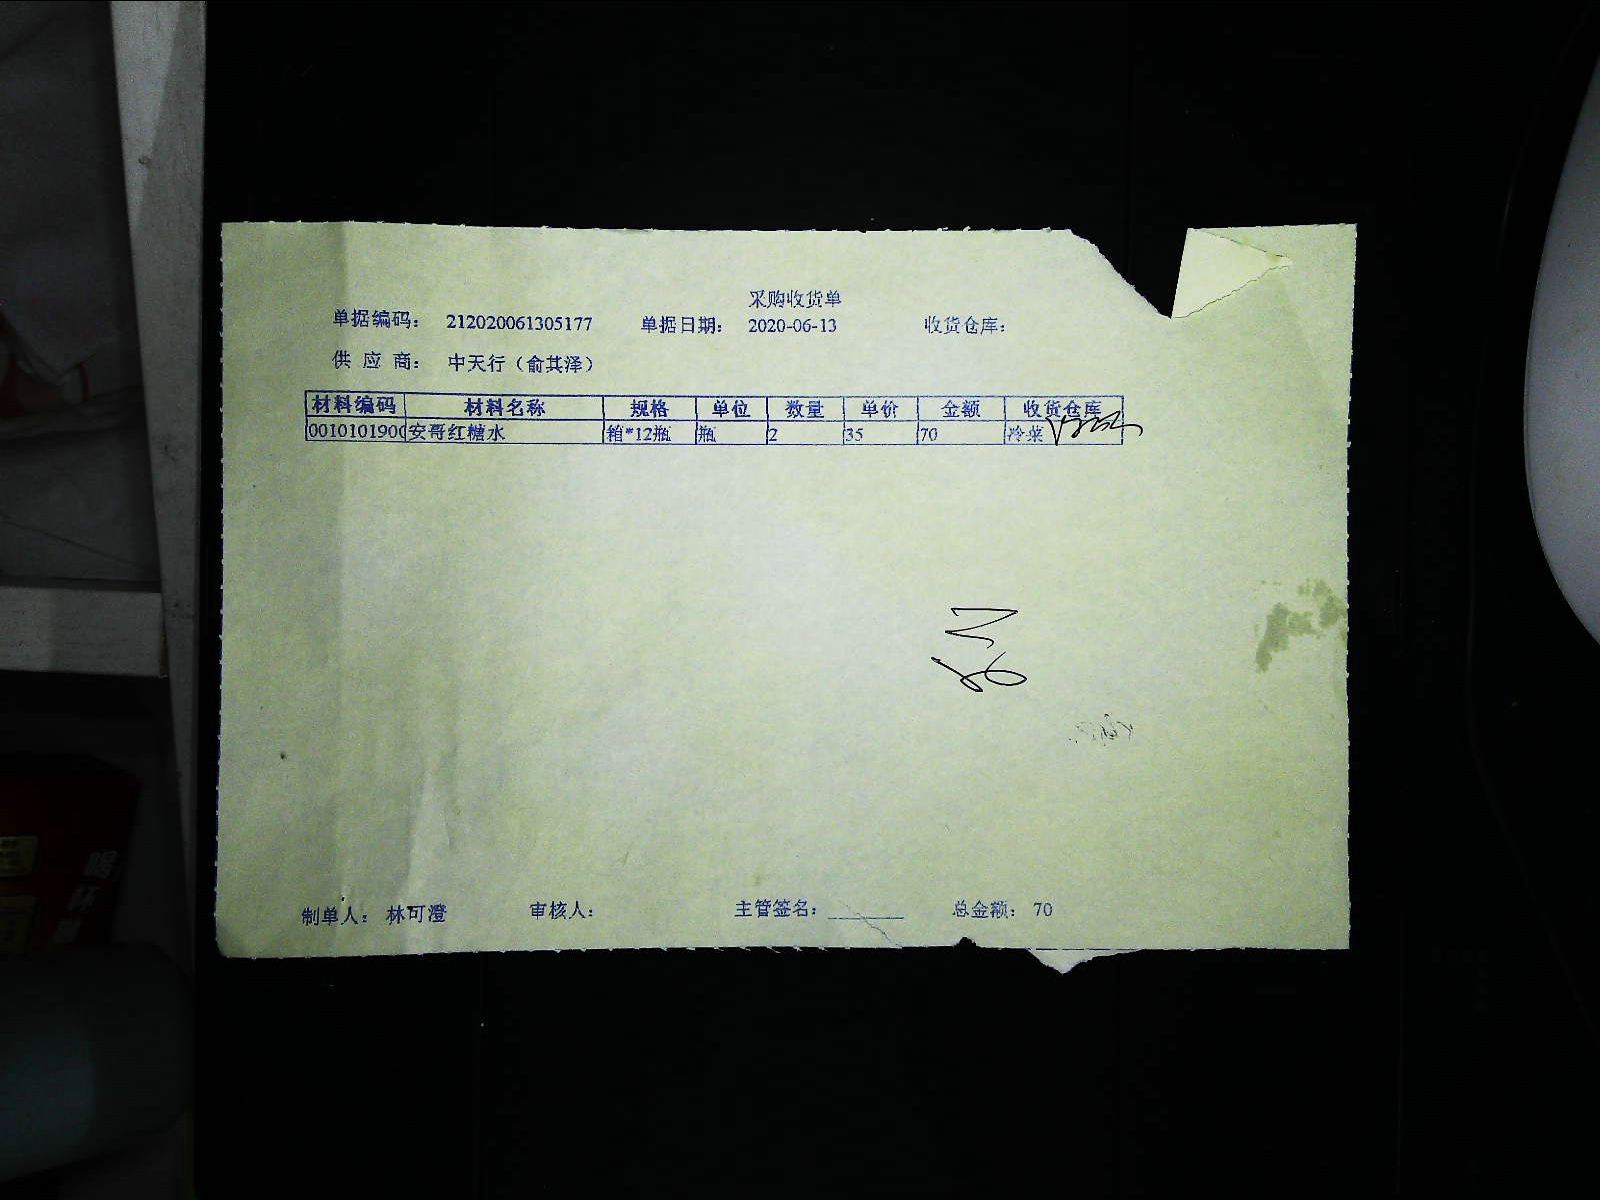 采购收货单
单据编码： 212020061305177 单据日期： 2020-06-13 收货仓库：
供 应 商： 中天行（俞其泽）
材料编码 材料名称 规格 单位 数量 单价 金额 收货仓库
0010101900 安哥红糖水 箱*12瓶 瓶 2 35 70 冷菜
制单人： 林可澄 审核人： 主管签名：________ 总金额： 70